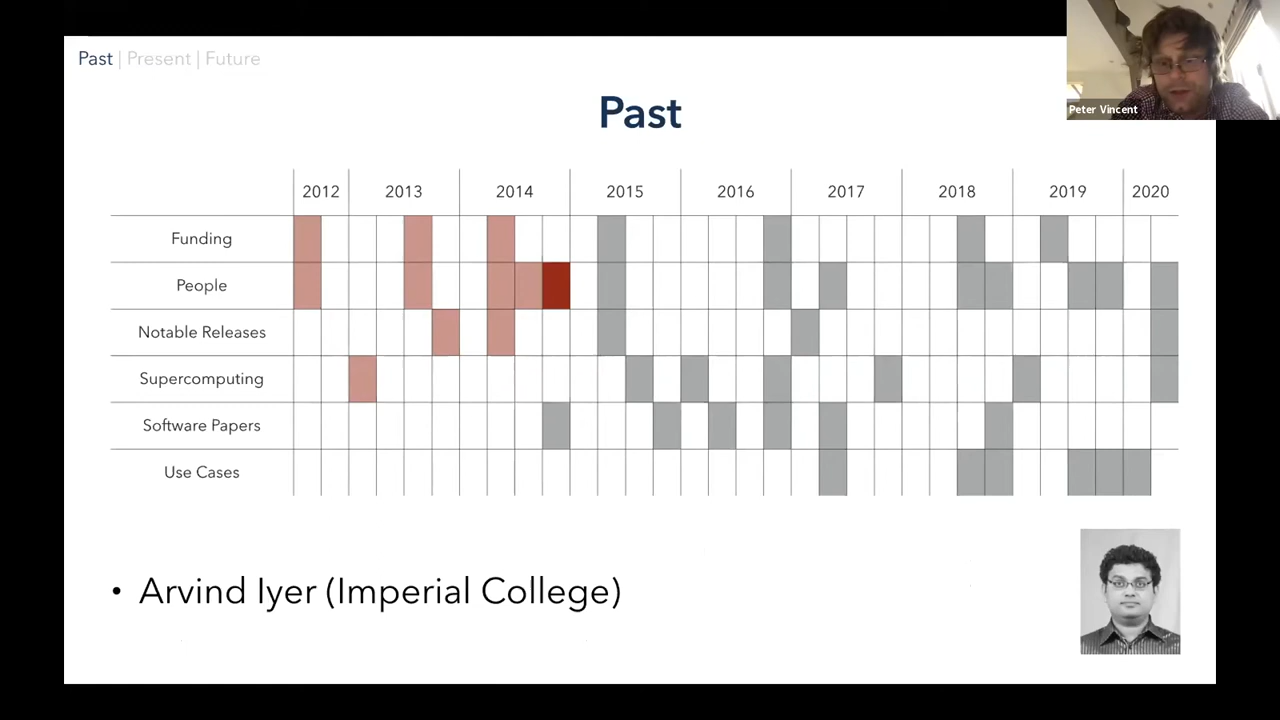 Past | Present | Future
Peter Vincent
Past
2012 2013 2014 2015 2016 2017 2018 2019 2020
Funding
People
Notable Releases
Supercomputing
Software Papers
Use Cases
• Arvind Iyer (Imperial College)